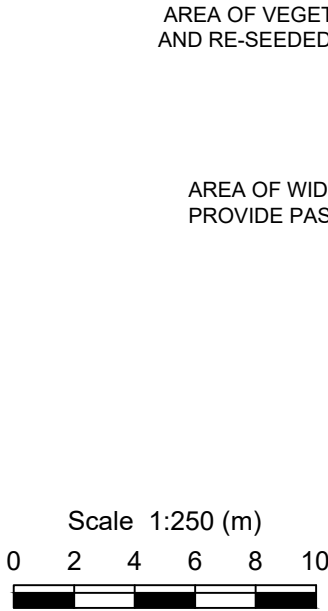 AREA OF VEGET
AND RE-SEEDED
AREA OF WID
PROVIDE PAS
Scale 1:250 (m)
0 2 4 6 8 10